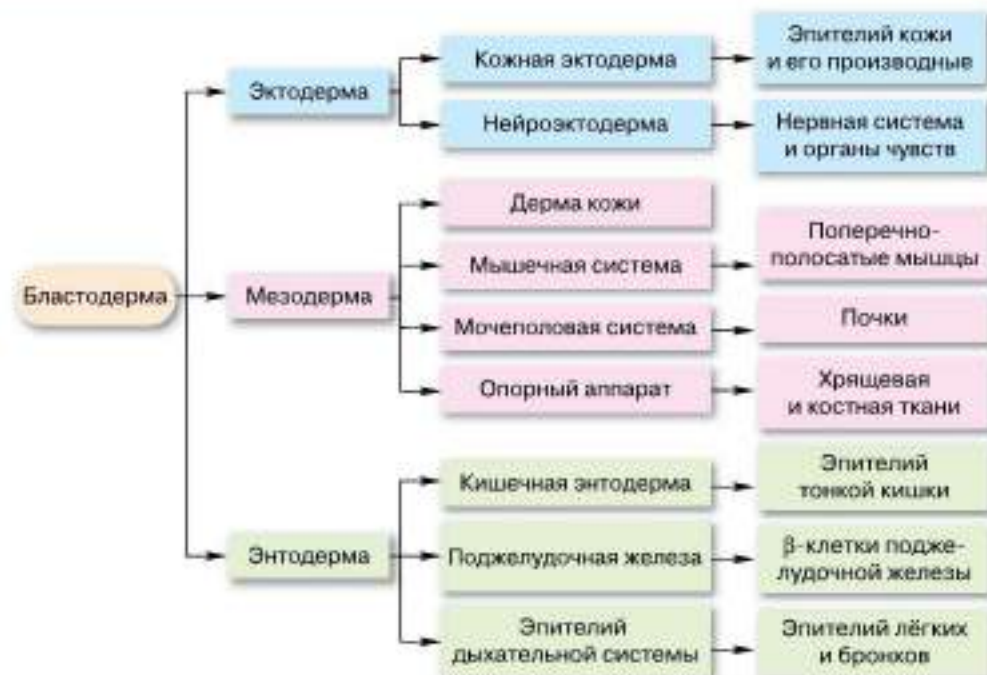 Бластодерма
Эктодерма
Кожная эктодерма
Эпителий кожи
и его производные
Нейроэктодерма
Нервная система
и органы чувств
Мезодерма
Дерма кожи
Мышечная система
Поперечно-
полосатые мышцы
Мочеполовая система
Почки
Опорный аппарат
Хрящевая
и костная ткани
Энтодерма
Кишечная энтодерма
Эпителий
тонкой кишки
Поджелудочная железа
β-клетки подже-
лудочной железы
Эпителий
дыхательной системы
Эпителий лёгких
и бронхов